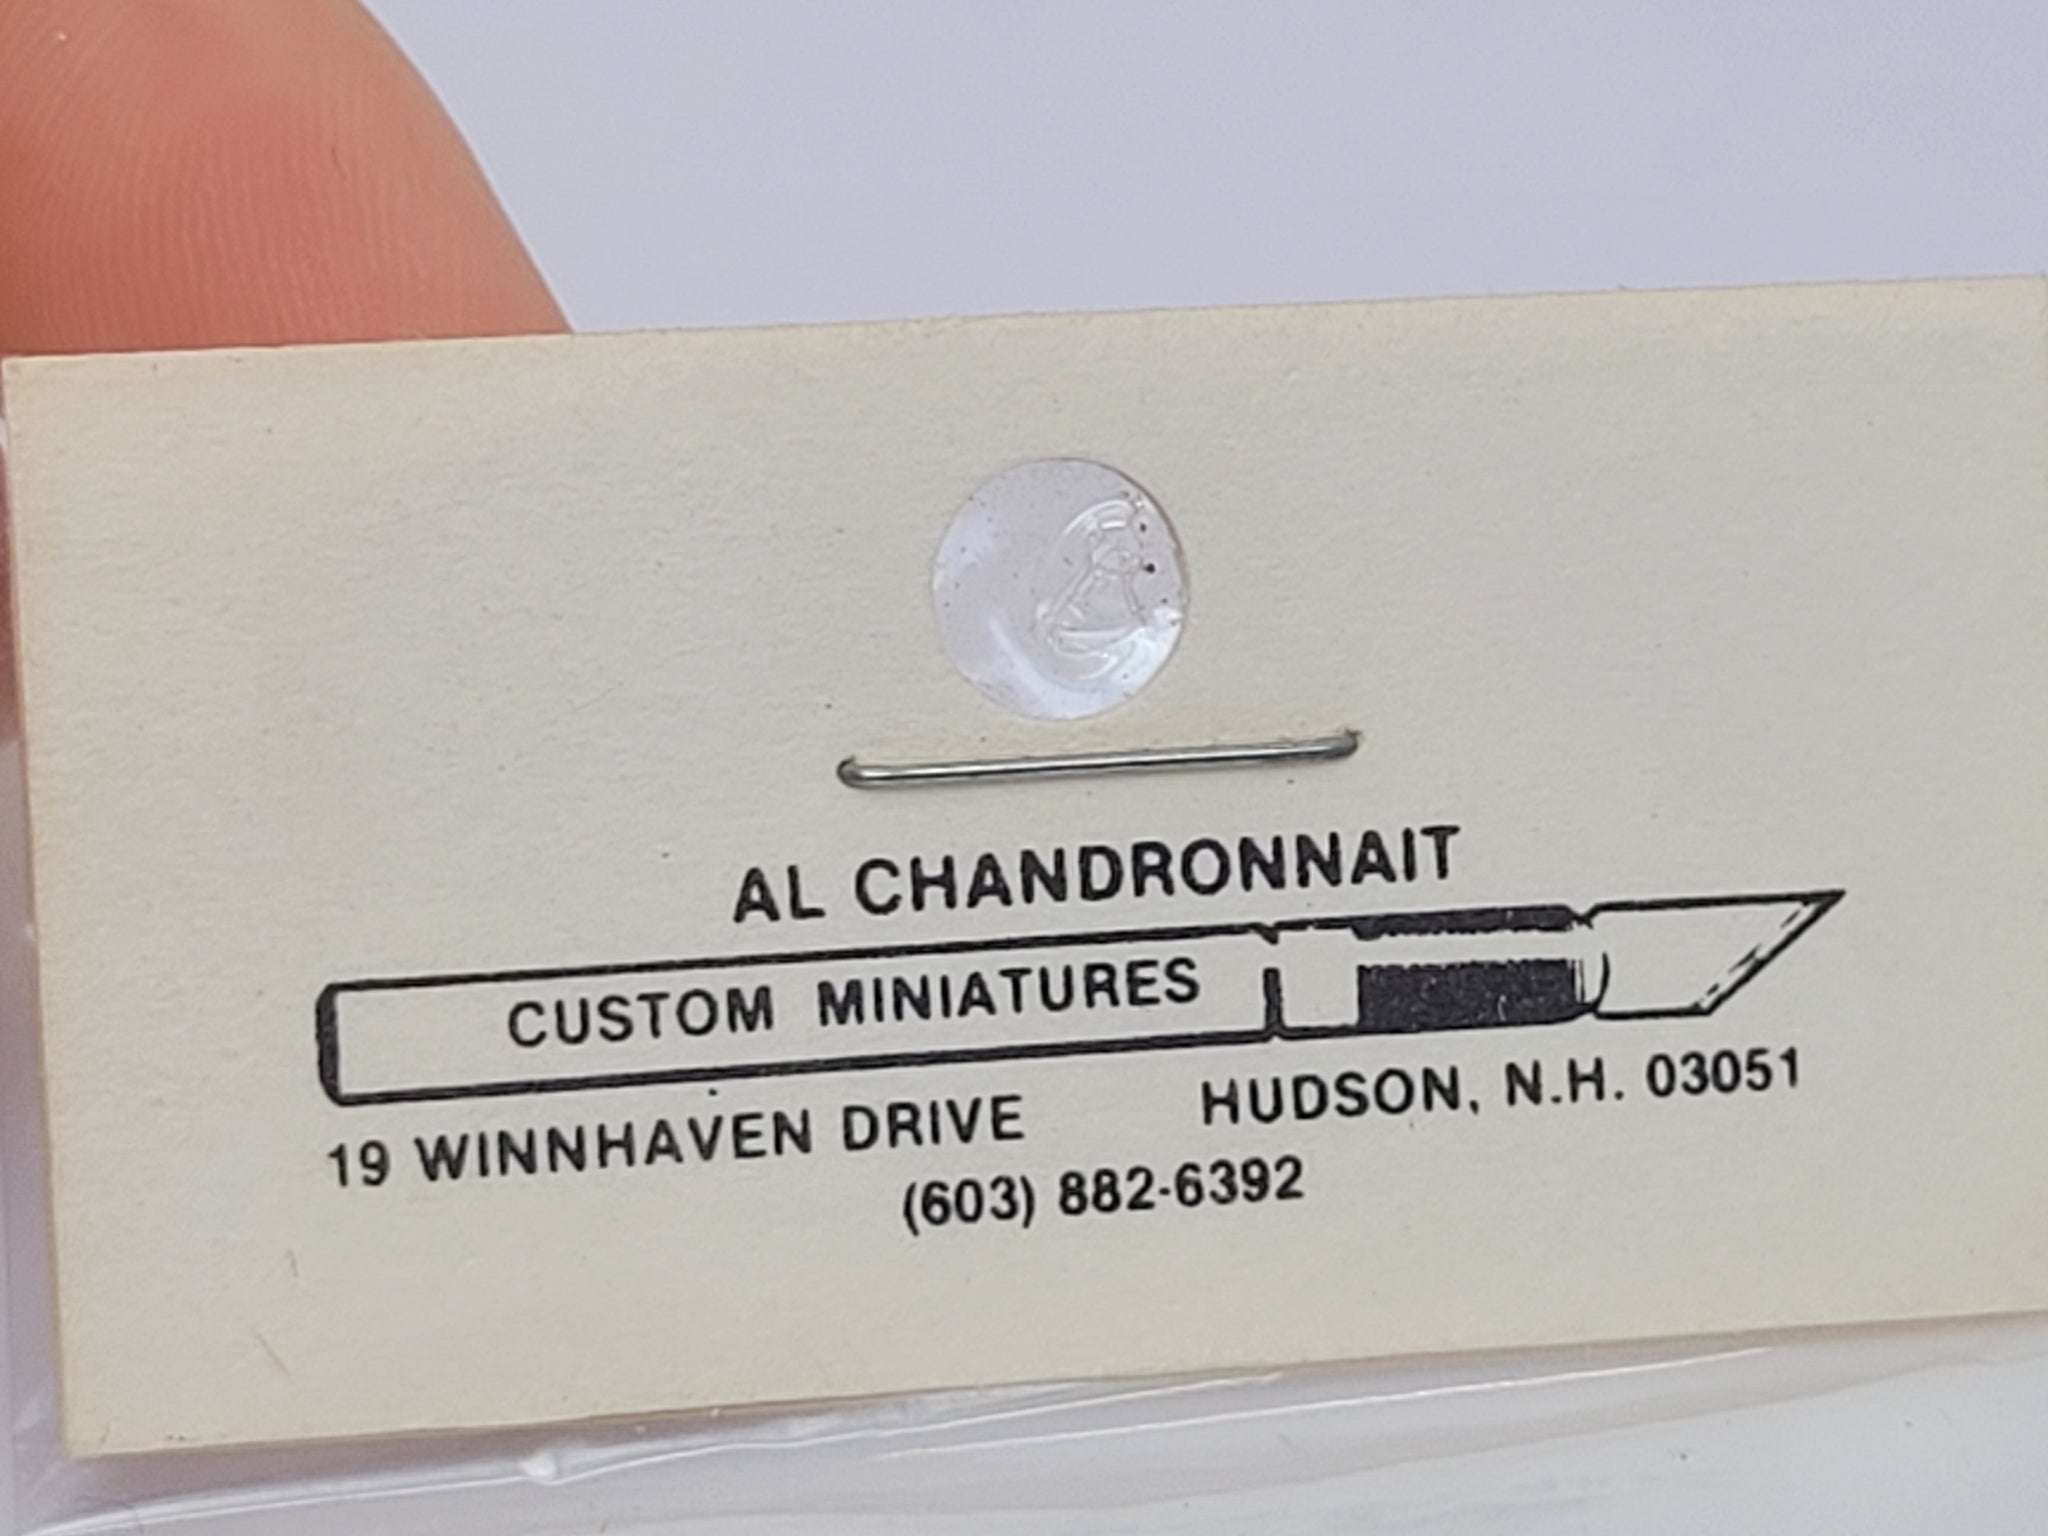 AL CHANDRONNAIT
CUSTOM MINIATURES
19 WINNHAVEN DRIVE HUDSON, N.H. 03051
(603) 882-6392